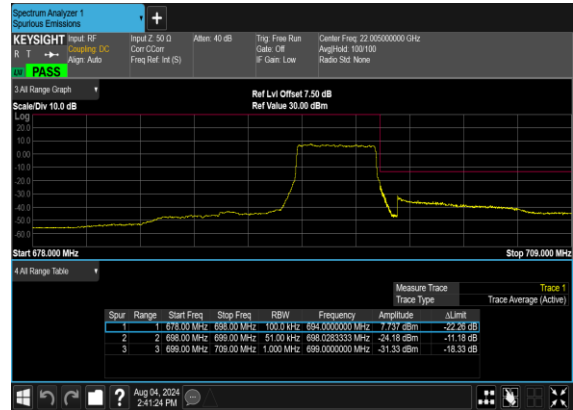 Spectrum Analyzer 1
Spurious Emissions
+
KEYSIGHT Input: RF Input Z: 50 Ω Atten: 40 dB Trig: Free Run Center Freq: 22.005000000 GHz
R T Coupling: DC Corr CCorr Gate: Off Avg|Hold: 100/100
Align: Auto Freq Ref: Int (S) IF Gain: Low Radio Std: None
LW PASS
3 All Range Graph
Ref Lvl Offset 7.50 dB
Scale/Div 10.0 dB Ref Value 30.00 dBm
Log
20.0
10.0
0.00
-10.0
-20.0
-30.0
-40.0
-50.0
-60.0
Start 678.000 MHz Stop 709.000 MHz
4 All Range Table
Measure Trace Trace 1
Trace Type Trace Average (Active)
Spur Range Start Freq Stop Freq RBW Frequency Amplitude ΔLimit
1 1 678.00 MHz 698.00 MHz 100.0 kHz 694.0000000 MHz 7.737 dBm -22.26 dB
2 2 698.00 MHz 699.00 MHz 51.00 kHz 698.0283333 MHz -24.18 dBm -11.18 dB
3 3 699.00 MHz 709.00 MHz 1.000 MHz 699.0000000 MHz -31.33 dBm -18.33 dB
? Aug 04, 2024
2:41:24 PM